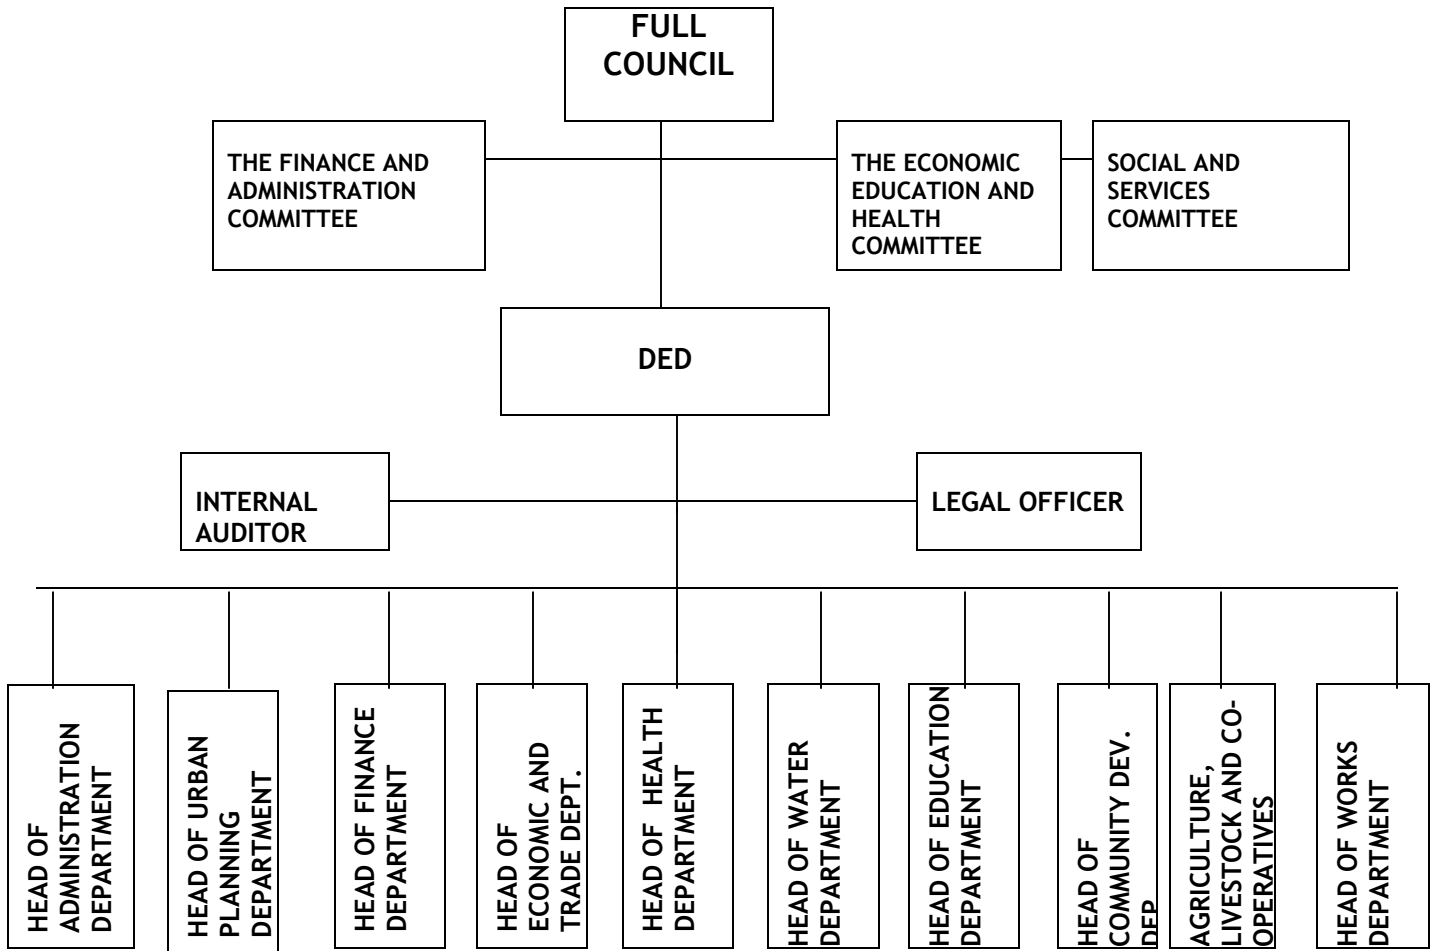 FULL
COUNCIL
THE FINANCE AND
ADMINISTRATION
COMMITTEE
THE ECONOMIC
EDUCATION AND
HEALTH
COMMITTEE
SOCIAL AND
SERVICES
COMMITTEE
DED
INTERNAL
AUDITOR
LEGAL OFFICER
HEAD OF
ADMINISTRATION
DEPARTMENT
HEAD OF URBAN
PLANNING
DEPARTMENT
HEAD OF FINANCE
DEPARTMENT
HEAD OF
ECONOMIC AND
TRADE DEPT.
HEAD OF HEALTH
DEPARTMENT
HEAD OF WATER
DEPARTMENT
HEAD OF EDUCATION
DEPARTMENT
HEAD OF
COMMUNITY DEV.
DEP
AGRICULTURE,
LIVESTOCK AND CO-
OPERATIVES
HEAD OF WORKS
DEPARTMENT